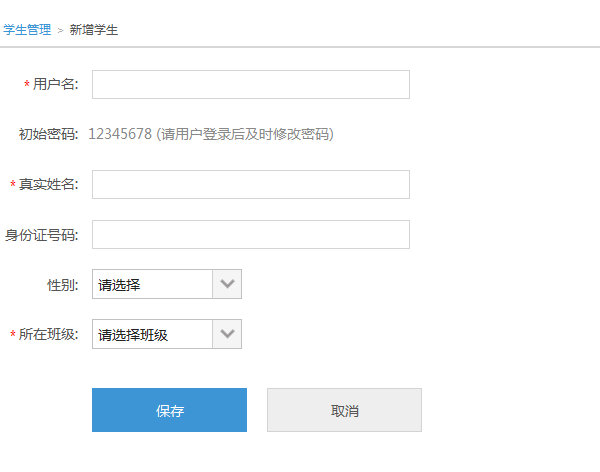 学生管理 > 新增学生
* 用户名:
初始密码: 12345678 (请用户登录后及时修改密码)
* 真实姓名:
身份证号码:
性别: 请选择
* 所在班级: 请选择班级
保存 取消